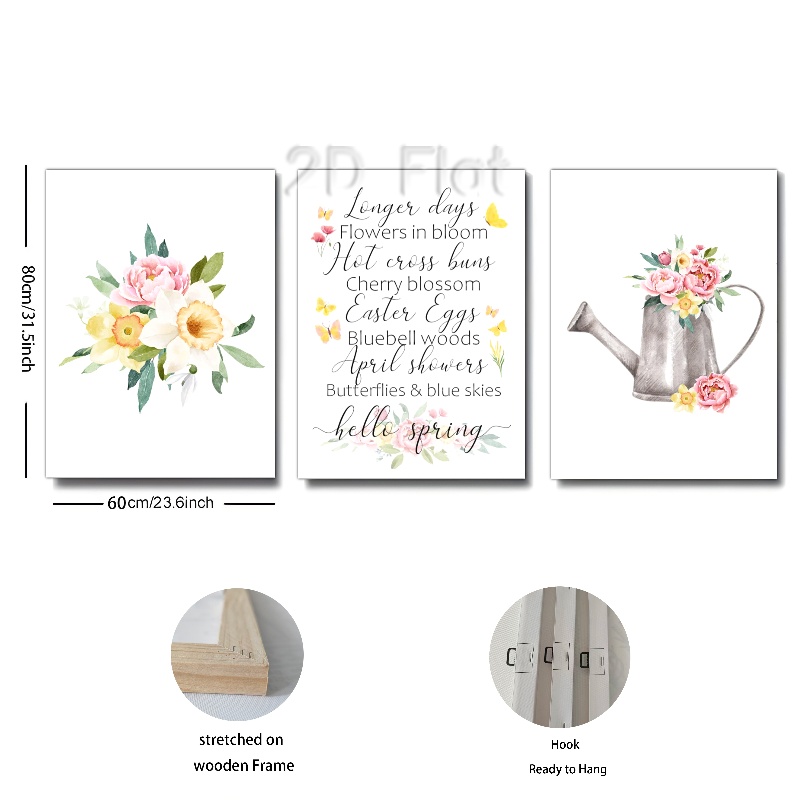 2D Flat
Longer days
Flowers in bloom
Hot cross buns
Cherry blossom
Easter Eggs
Bluebell woods
April showers
Butterflies & blue skies
hello spring
80cm/31.5inch
60cm/23.6inch
stretched on
wooden Frame
Hook
Ready to Hang